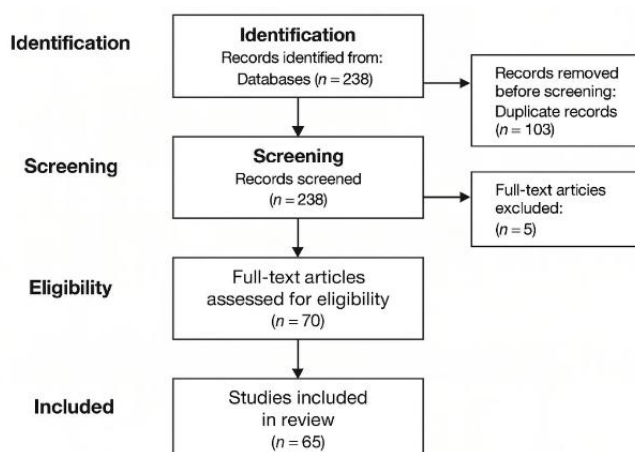 Identification
Identification
Records identified from:
Databases (n = 238)
Records removed
before screening:
Duplicate records
(n = 103)
Screening
Screening
Records screened
(n = 238)
Full-text articles
excluded:
(n = 5)
Eligibility
Full-text articles
assessed for eligibility
(n = 70)
Included
Studies included
in review
(n = 65)